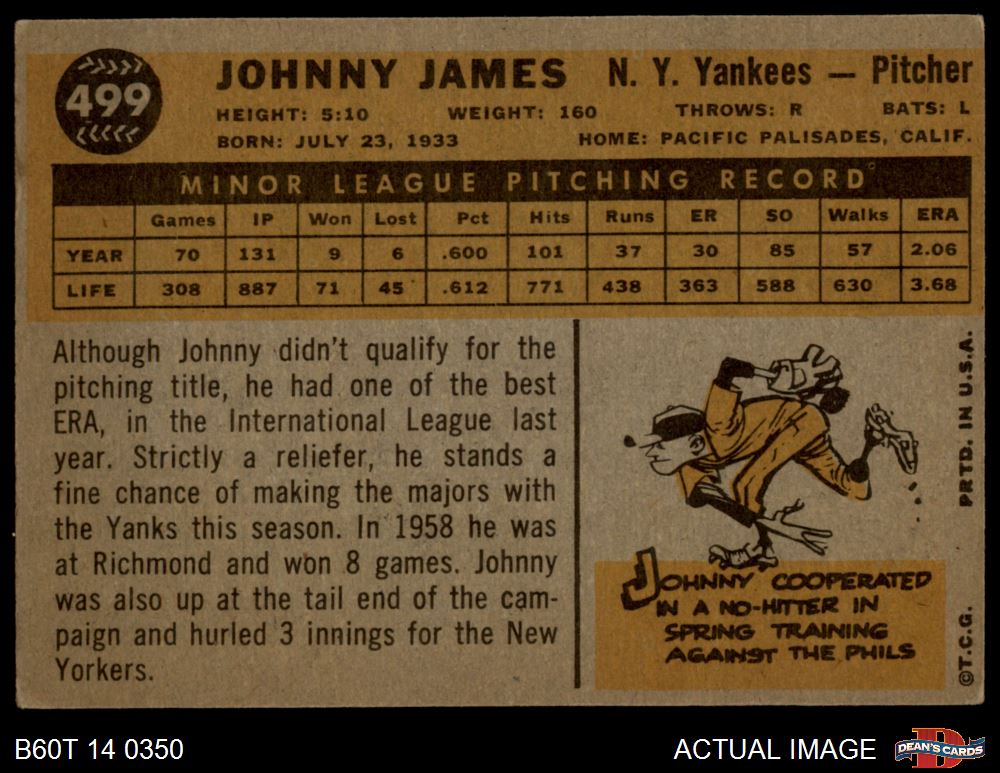 499
JOHNNY JAMES N. Y. Yankees — Pitcher
HEIGHT: 5:10 WEIGHT: 160 THROWS: R BATS: L
BORN: JULY 23, 1933 HOME: PACIFIC PALISADES, CALIF.
MINOR LEAGUE PITCHING RECORD
Games IP Won Lost Pct Hits Runs ER SO Walks ERA
YEAR 70 131 9 6 .600 101 37 30 85 57 2.06
LIFE 308 887 71 45 .612 771 438 363 588 630 3.68
Although Johnny didn't qualify for the
pitching title, he had one of the best
ERA, in the International League last
year. Strictly a reliefer, he stands a
fine chance of making the majors with
the Yanks this season. In 1958 he was
at Richmond and won 8 games. Johnny
was also up at the tail end of the cam-
paign and hurled 3 innings for the New
Yorkers.
JOHNNY COOPERATED
IN A NO-HITTER IN
SPRING TRAINING
AGAINST THE PHILS
©T.C.G. PRTD. IN U.S.A.
B60T 14 0350 ACTUAL IMAGE DEAN'S CARDS